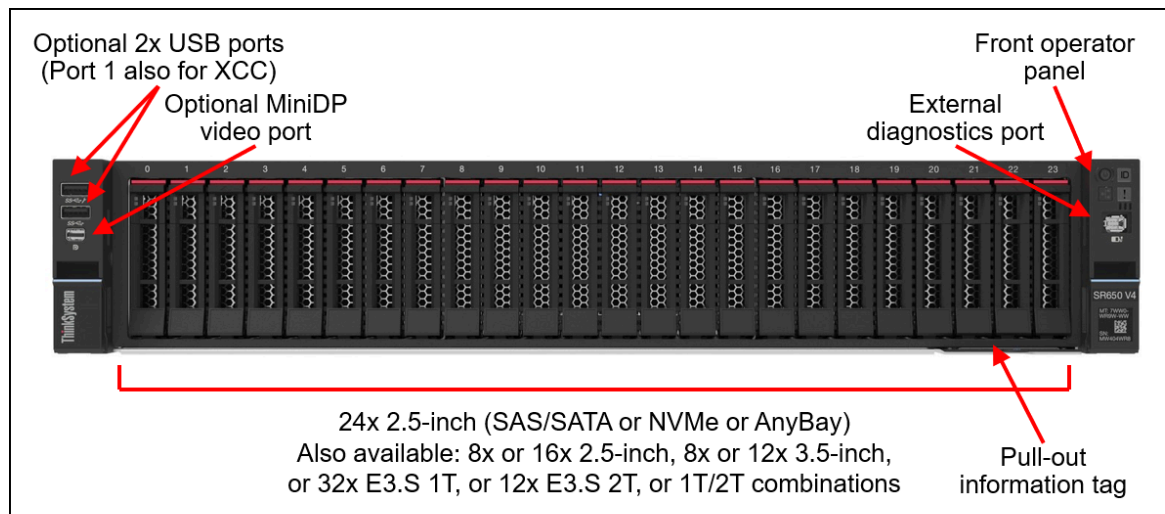 Optional 2x USB ports
(Port 1 also for XCC)
Optional MiniDP
video port
Front operator
panel
External
diagnostics port
0 1 2 3 4 5 6 7 8 9 10 11 12 13 14 15 16 17 18 19 20 21 22 23
ID
ThinkSystem
SR650 V4
24x 2.5-inch (SAS/SATA or NVMe or AnyBay)
Also available: 8x or 16x 2.5-inch, 8x or 12x 3.5-inch,
or 32x E3.S 1T, or 12x E3.S 2T, or 1T/2T combinations
Pull-out
information tag